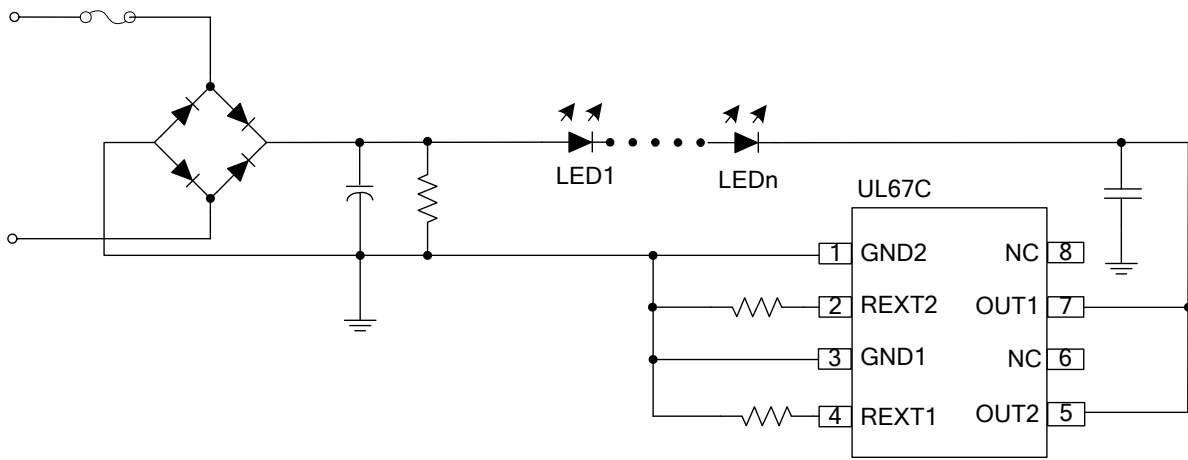 LED1
LEDn
UL67C
1 GND2 NC 8
2 REXT2 OUT1 7
3 GND1 NC 6
4 REXT1 OUT2 5